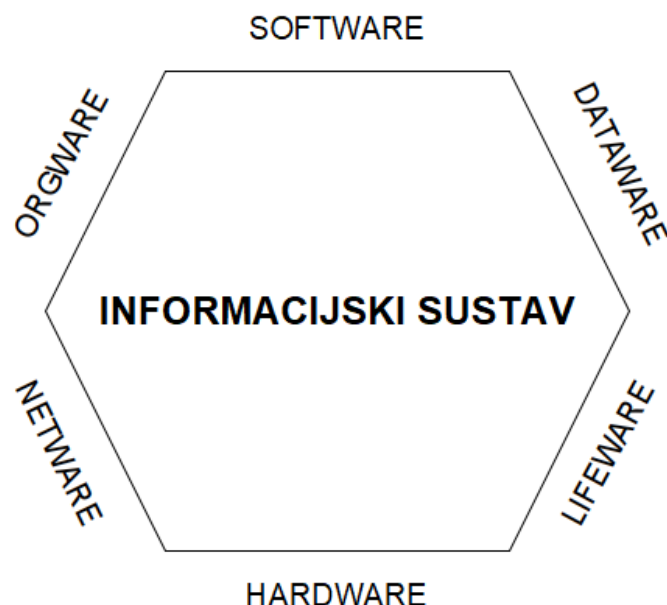 SOFTWARE
ORGWARE
DATAWARE
INFORMACIJSKI SUSTAV
NETWARE
LIFEWARE
HARDWARE